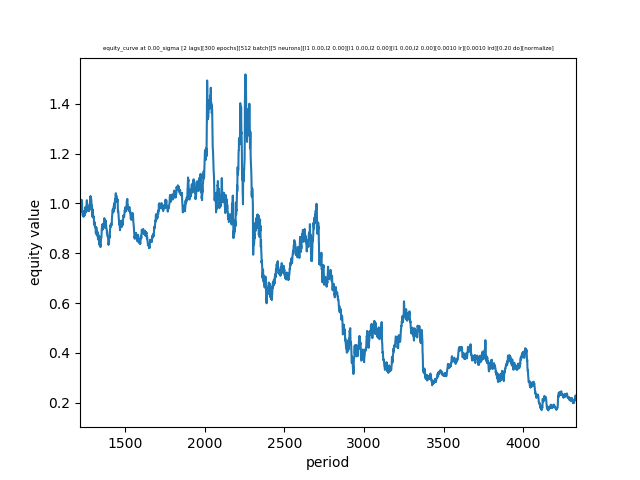 equity_curve at 0.00_sigma [2 lags][300 epochs][512 batch][5 neurons][l1 0.00,l2 0.00][l1 0.00,l2 0.00][l1 0.00,l2 0.00][0.0010 lr][0.0010 lrd][0.20 do][normalize]
1.4
1.2
1.0
0.8
0.6
0.4
0.2
equity value
1500 2000 2500 3000 3500 4000
period